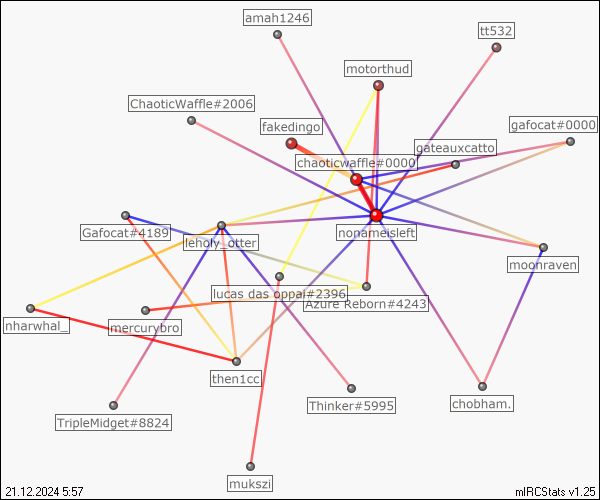 amah1246
tt532
motorthud
ChaoticWaffle#2006
fakedingo
gafocat#0000
gateauxcatto
chaoticwaffle#0000
Gafocat#4189
leholy_otter
nonameisleft
moonraven
lucas das oppai#2396
Azure Reborn#4243
nharwhal_
mercurybro
then1cc
Thinker#5995
chobham.
TripleMidget#8824
mukszi
21.12.2024 5:57
mIRCStats v1.25